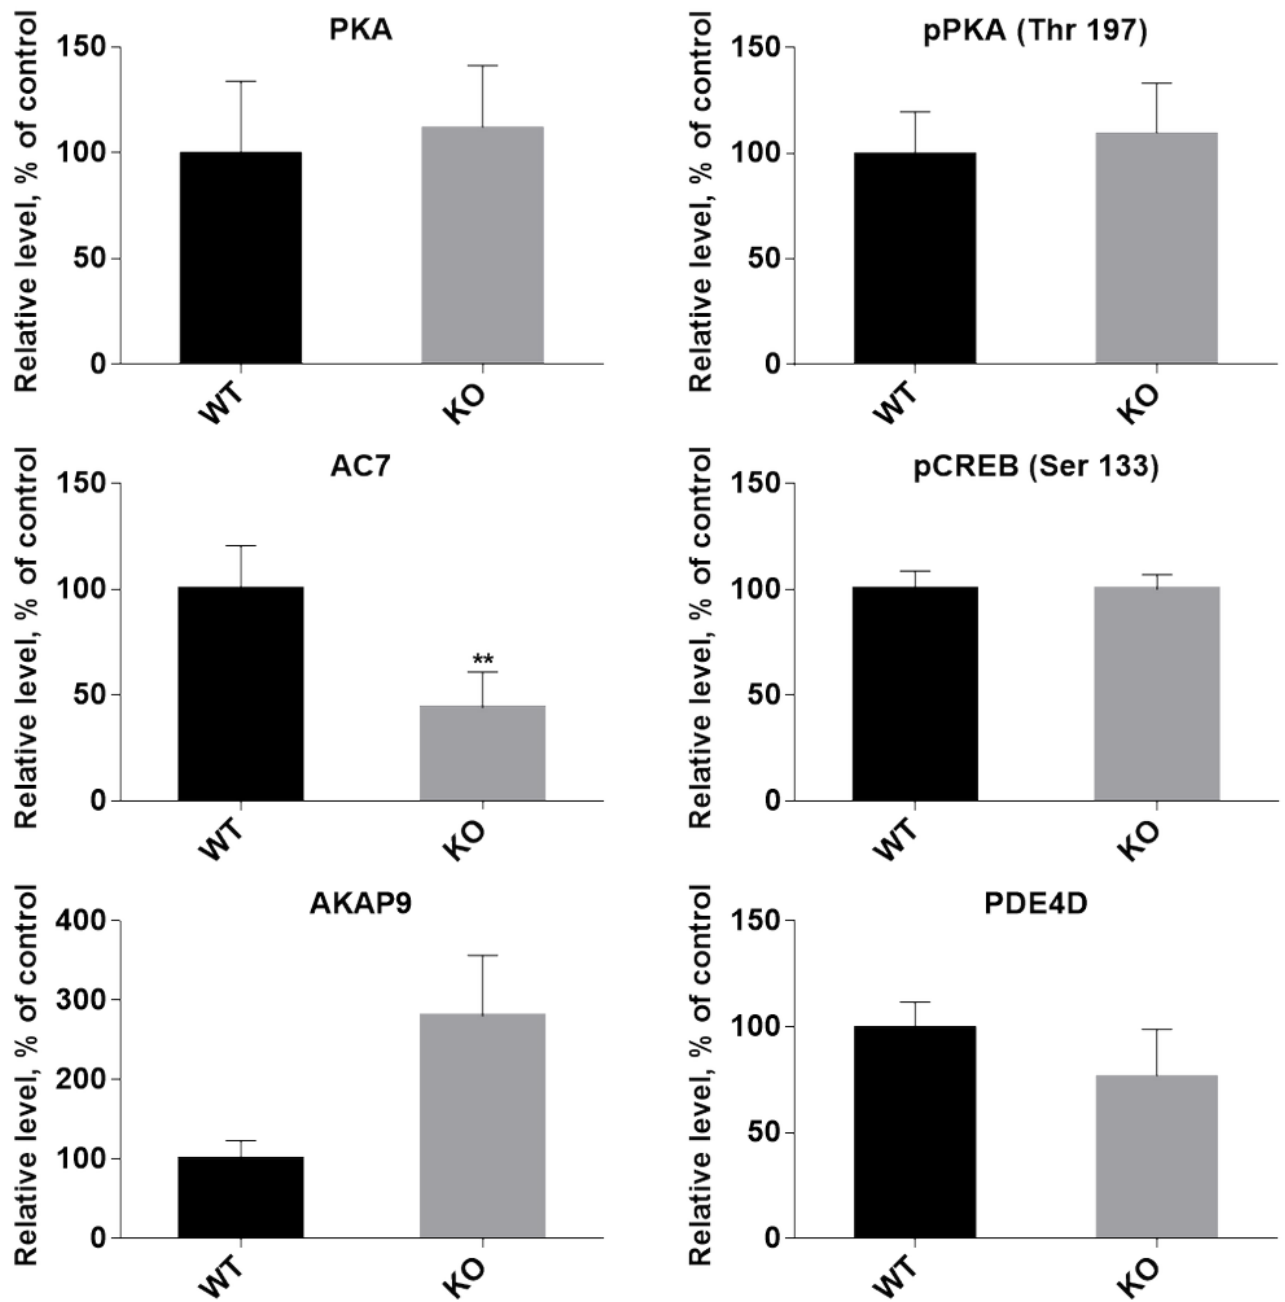 PKA
Relative level, % of control
150
100
50
0
WT
KO
pPKA (Thr 197)
Relative level, % of control
150
100
50
0
WT
KO
AC7
Relative level, % of control
150
100
50
0
**
WT
KO
pCREB (Ser 133)
Relative level, % of control
150
100
50
0
WT
KO
AKAP9
Relative level, % of control
400
300
200
100
0
WT
KO
PDE4D
Relative level, % of control
150
100
50
0
WT
KO